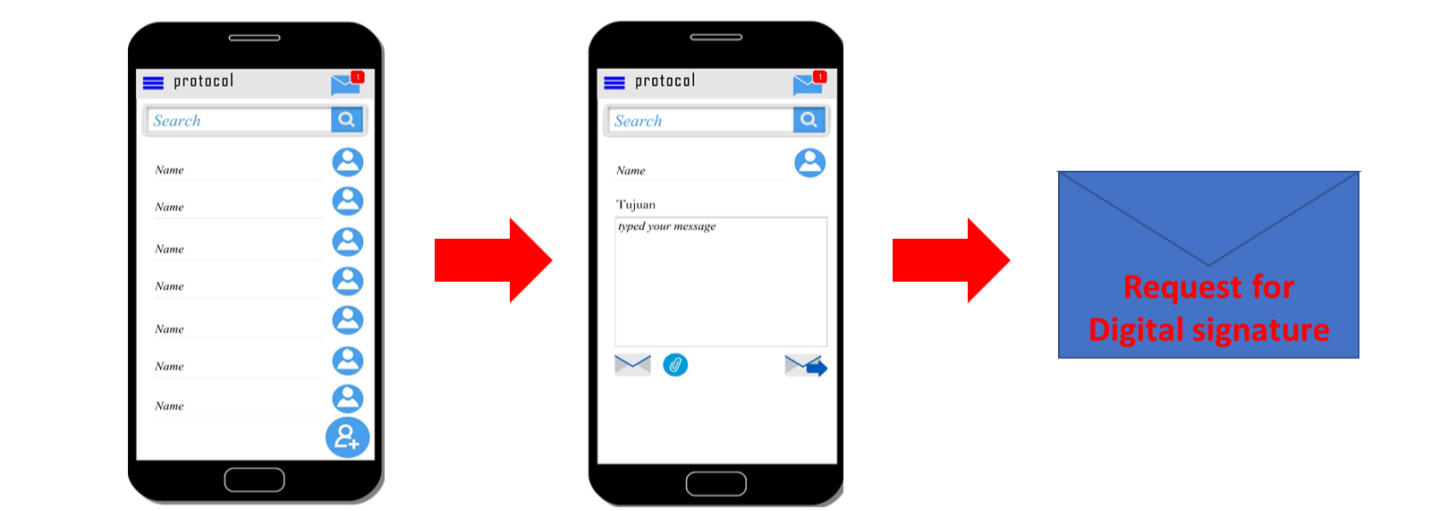 protocol
1
Search
Name
Name
Name
Name
Name
Name
Name
protocol
1
Search
Name
Tujuan
typed your message
Request for
Digital signature